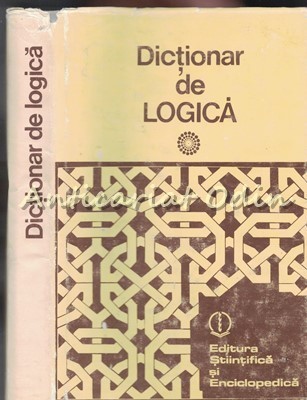 Dicționar de logică
Dicționar
de
LOGICĂ
Anticariat Odin
Editura
Științifică
și
Enciclopedică